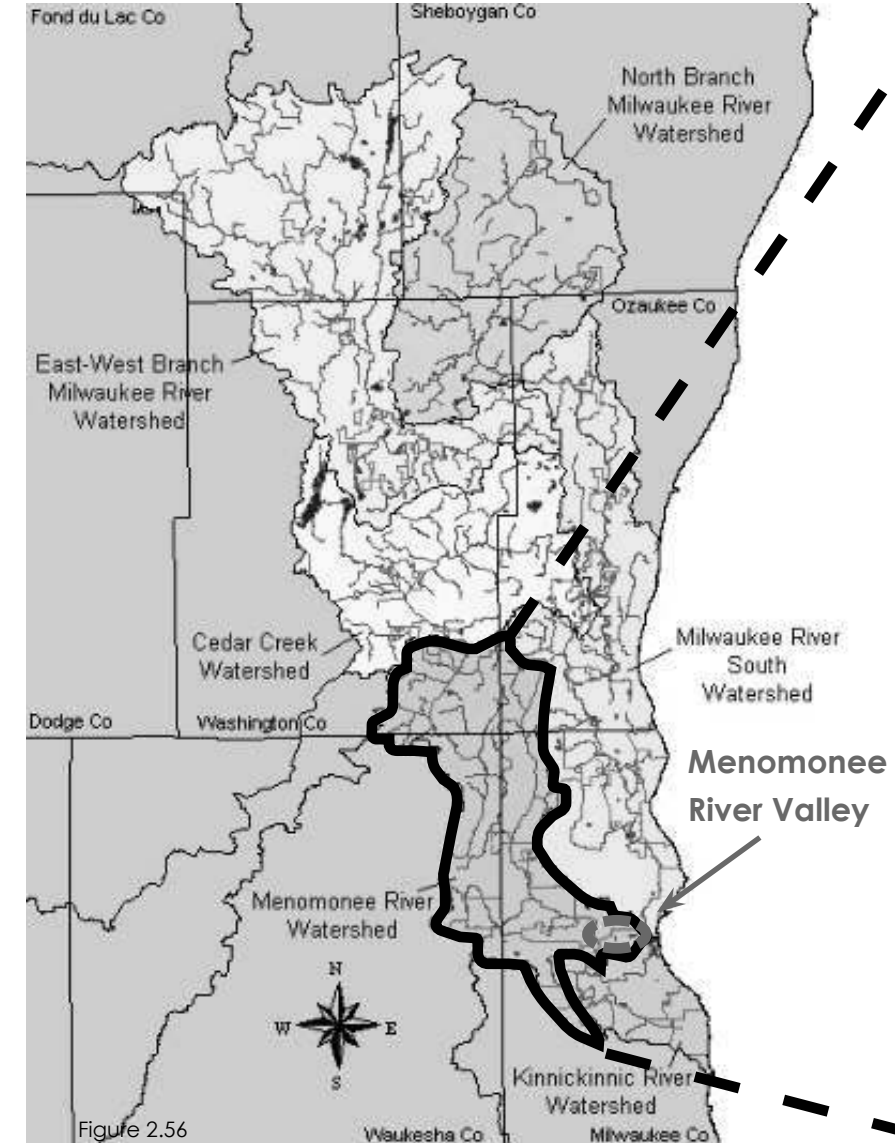 Fond du Lac Co
Sheboygan Co
North Branch
Milwaukee River
Watershed
Ozaukee Co
East-West Branch
Milwaukee River
Watershed
Cedar Creek
Watershed
Milwaukee River
South
Watershed
Dodge Co
Washington Co
Menomonee
River Valley
Menomonee River
Watershed
N
W
E
S
Kinnickinnic River
Watershed
Figure 2.56
Waukesha Co
Milwaukee Co